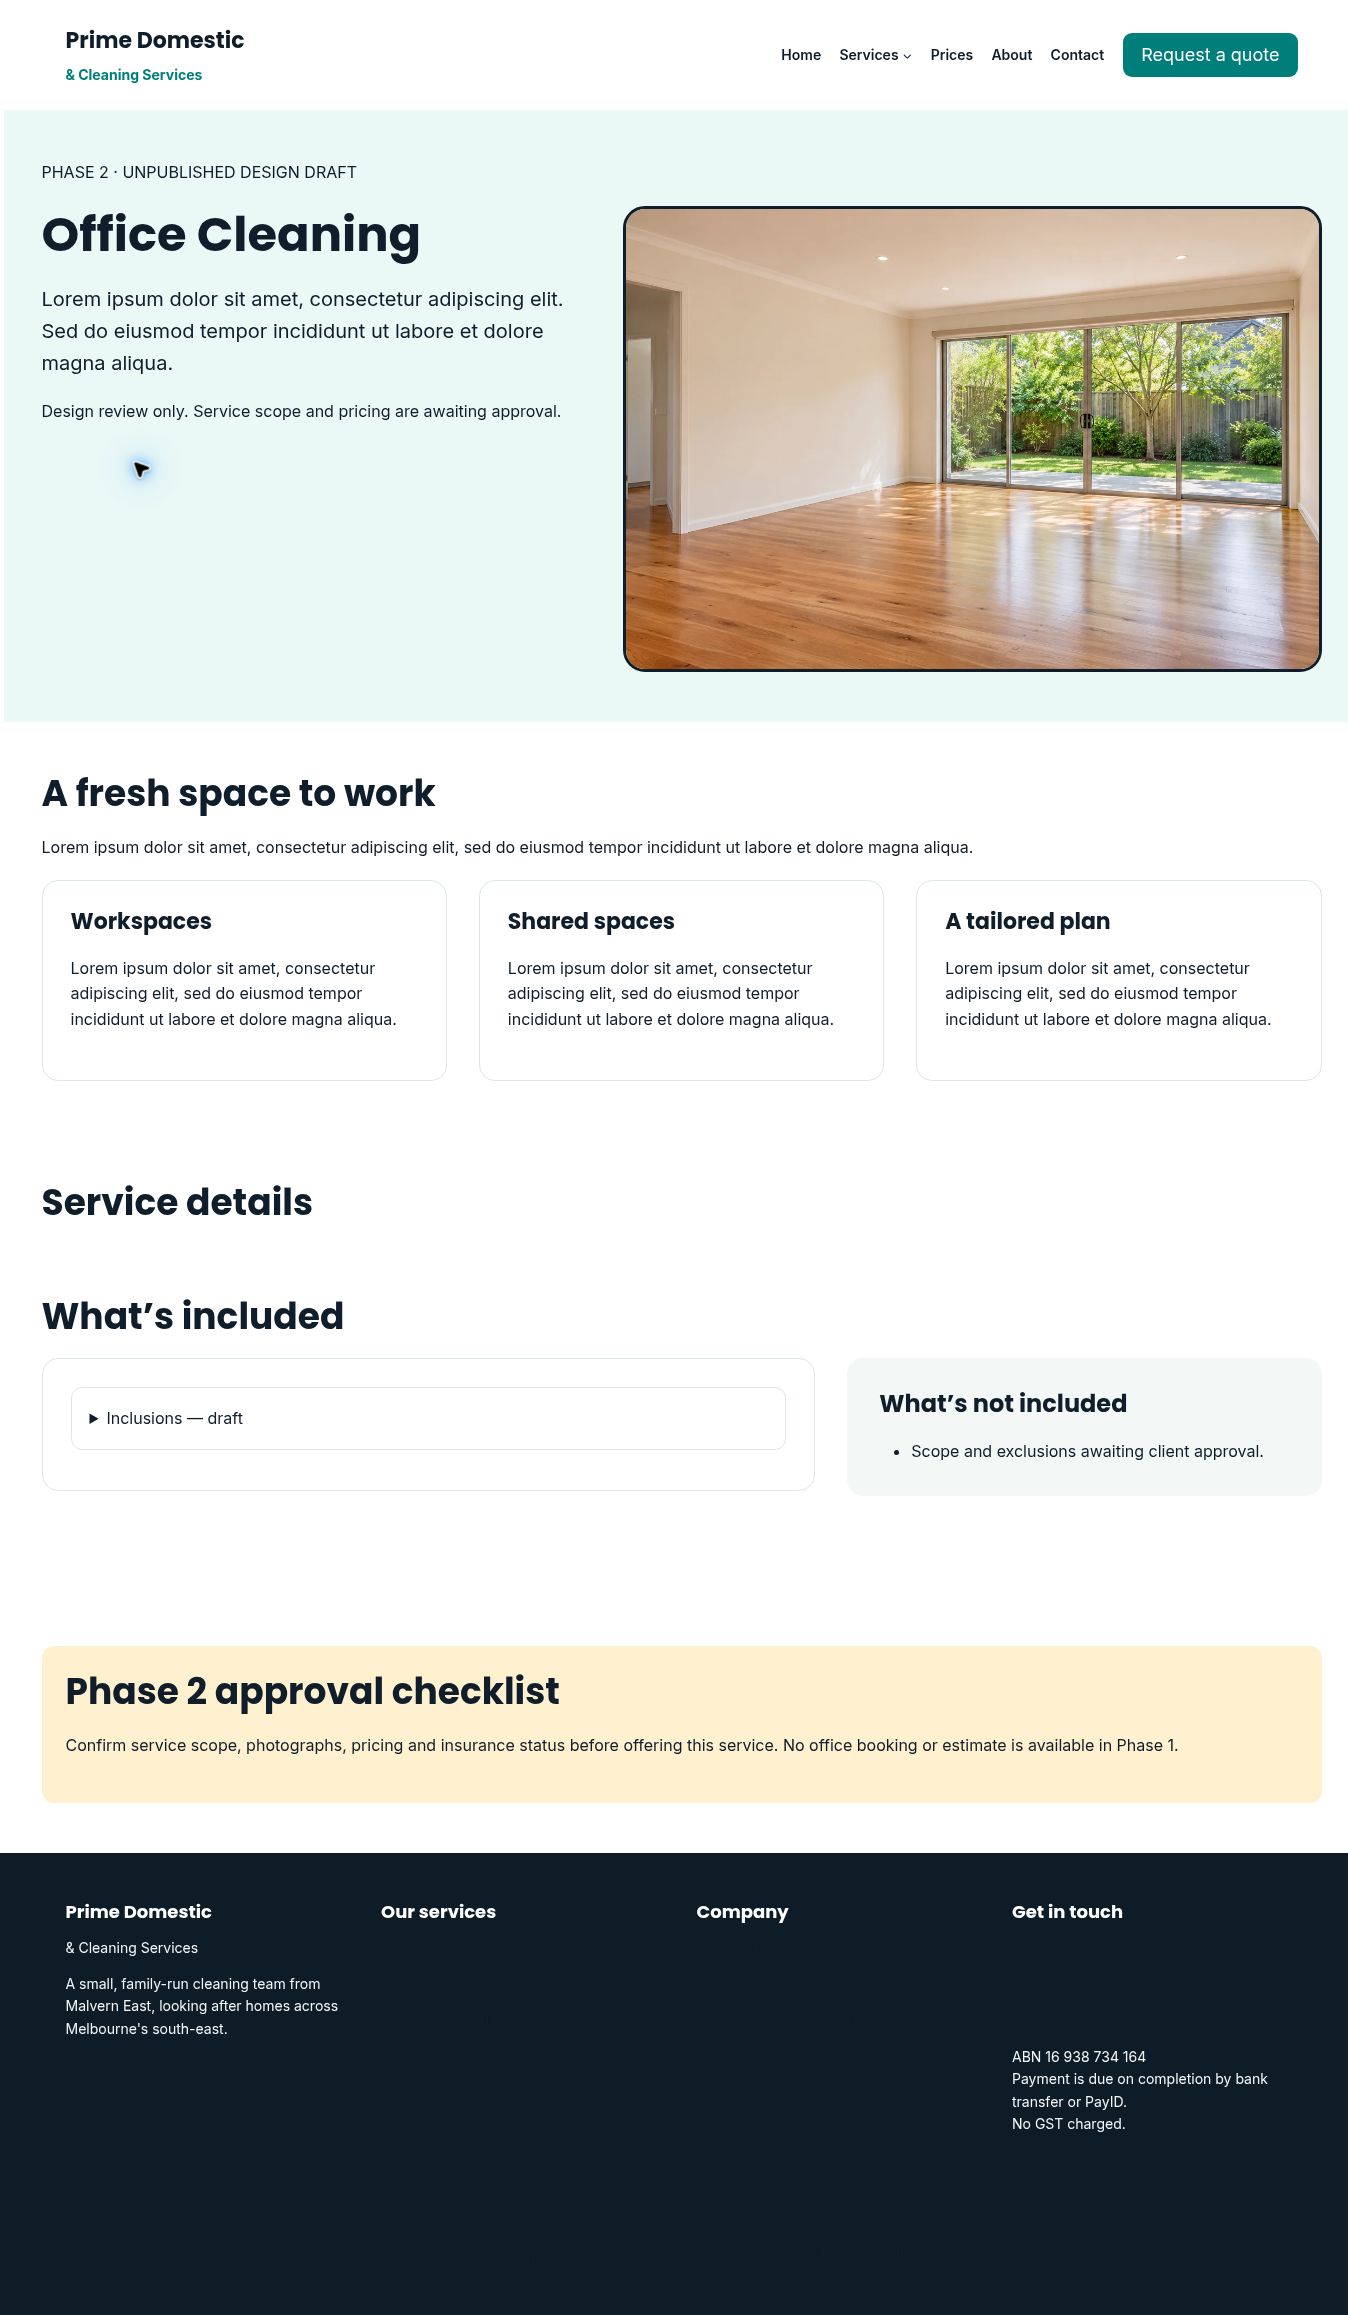 Prime Domestic
& Cleaning Services
Home Services Prices About Contact Request a quote
PHASE 2 · UNPUBLISHED DESIGN DRAFT
Office Cleaning
Lorem ipsum dolor sit amet, consectetur adipiscing elit.
Sed do eiusmod tempor incididunt ut labore et dolore
magna aliqua.
Design review only. Service scope and pricing are awaiting approval.
A fresh space to work
Lorem ipsum dolor sit amet, consectetur adipiscing elit, sed do eiusmod tempor incididunt ut labore et dolore magna aliqua.
Workspaces
Lorem ipsum dolor sit amet, consectetur
adipiscing elit, sed do eiusmod tempor
incididunt ut labore et dolore magna aliqua.
Shared spaces
Lorem ipsum dolor sit amet, consectetur
adipiscing elit, sed do eiusmod tempor
incididunt ut labore et dolore magna aliqua.
A tailored plan
Lorem ipsum dolor sit amet, consectetur
adipiscing elit, sed do eiusmod tempor
incididunt ut labore et dolore magna aliqua.
Service details
What’s included
Inclusions — draft
What’s not included
• Scope and exclusions awaiting client approval.
Phase 2 approval checklist
Confirm service scope, photographs, pricing and insurance status before offering this service. No office booking or estimate is available in Phase 1.
Prime Domestic
& Cleaning Services
A small, family-run cleaning team from
Malvern East, looking after homes across
Melbourne's south-east.
Our services
Company
Get in touch
ABN 16 938 734 164
Payment is due on completion by bank
transfer or PayID.
No GST charged.